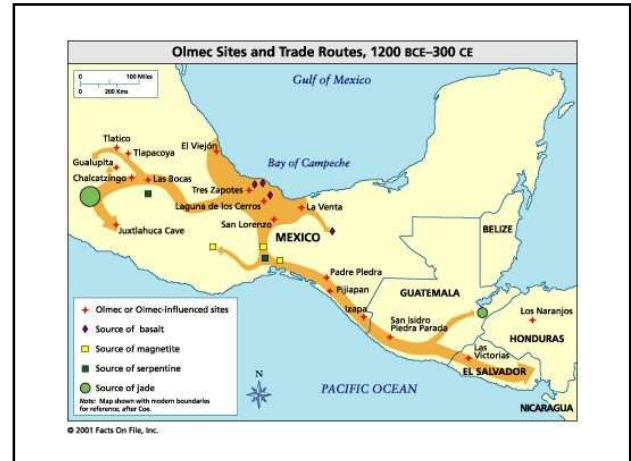 Olmec Sites and Trade Routes, 1200 BCE–300 CE
0 100 Miles
0 200 Kms
Gulf of Mexico
Tlatico
Tlapacoya
El Viejón
Gualupita
Bay of Campeche
Chalcatzingo
Las Bocas
Tres Zapotes
Laguna de los Cerros
La Venta
San Lorenzo
Juxtlahuca Cave
MEXICO
BELIZE
Padre Pledra
GUATEMALA
Pijiapan
Izapa
San Isidro
Piedra Parada
Los Naranjos
HONDURAS
Las
Victorias
EL SALVADOR
NICARAGUA
PACIFIC OCEAN
N
Olmec or Olmec-influenced sites
Source of basalt
Source of magnetite
Source of serpentine
Source of jade
Note: Map shown with modern boundaries
for reference; after Coe.
© 2001 Facts On File, Inc.